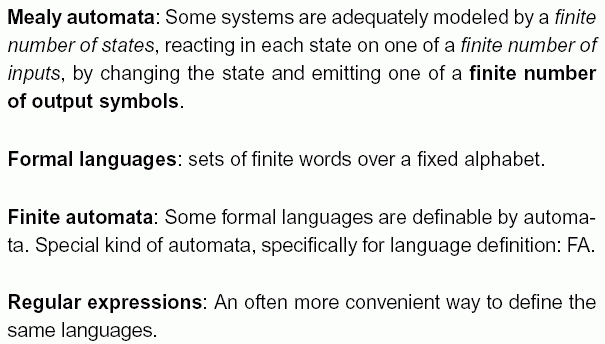 Mealy automata: Some systems are adequately modeled by a finite
number of states, reacting in each state on one of a finite number of
inputs, by changing the state and emitting one of a finite number
of output symbols.
Formal languages: sets of finite words over a fixed alphabet.
Finite automata: Some formal languages are definable by automa-
ta. Special kind of automata, specifically for language definition: FA.
Regular expressions: An often more convenient way to define the
same languages.